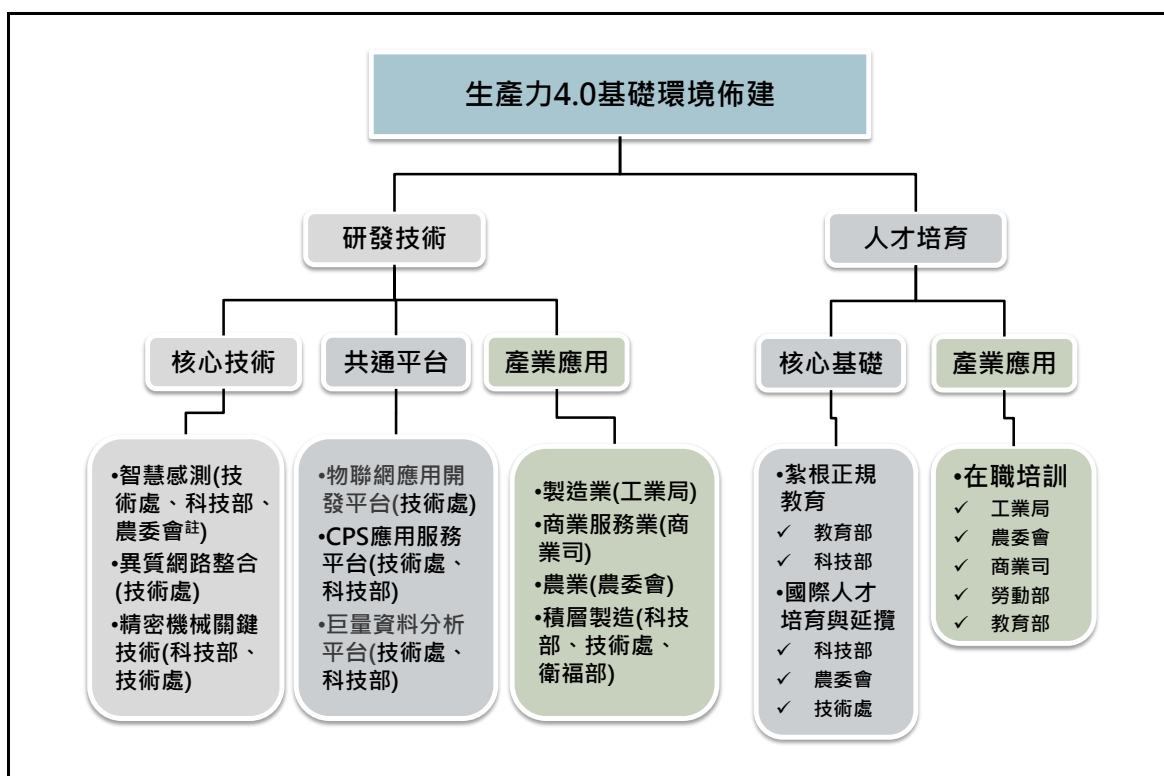 生產力4.0基礎環境佈建
研發技術
人才培育
核心技術
共通平台
產業應用
核心基礎
產業應用
•智慧感測(技
術處、科技部、
農委會註)
•異質網路整合
(技術處)
•精密機械關鍵
技術(科技部、
技術處)
•物聯網應用開
發平台(技術處)
•CPS應用服務
平台(技術處、
科技部)
•巨量資料分析
平台(技術處、
科技部)
•製造業(工業局)
•商業服務業(商
業司)
•農業(農委會)
•積層製造(科技
部、技術處、
衛福部)
•紮根正規
教育
✓ 教育部
✓ 科技部
•國際人才
培育與延攬
✓ 科技部
✓ 農委會
✓ 技術處
•在職培訓
✓ 工業局
✓ 農委會
✓ 商業司
✓ 勞動部
✓ 教育部